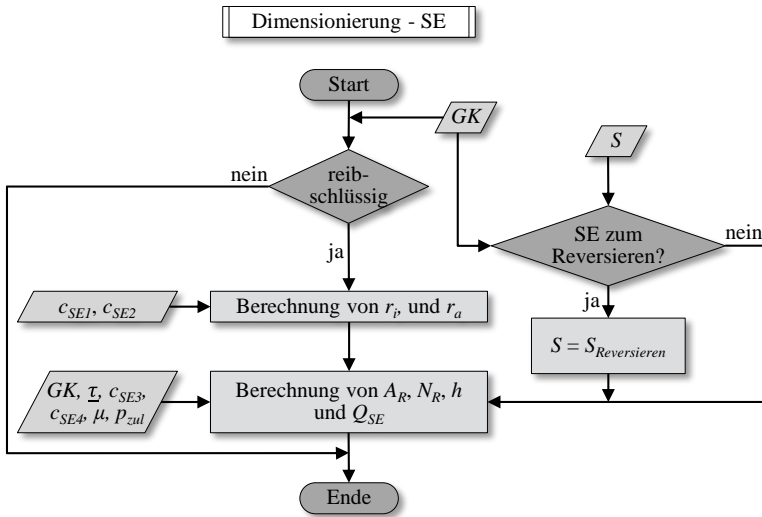 Dimensionierung - SE
Start
GK
S
nein
reib-
schlüssig
ja
SE zum
Reversieren?
nein
ja
c_SE1, c_SE2
Berechnung von r_i, und r_a
S = S_Reversieren
GK, τ, c_SE3,
c_SE4, μ, p_zul
Berechnung von A_R, N_R, h
und Q_SE
Ende